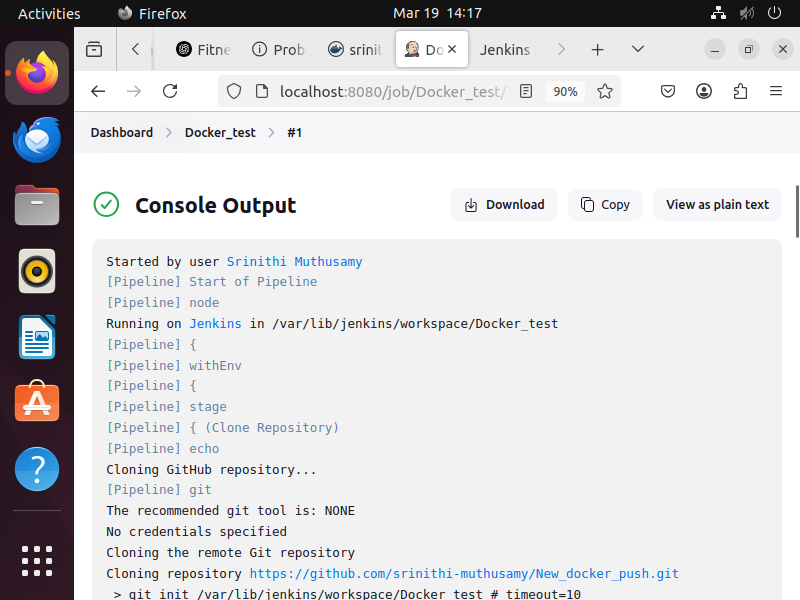 Activities Firefox Mar 19 14:17
Fitne Prob srinit Do Jenkins
localhost:8080/job/Docker_test/ 90%
Dashboard Docker_test #1
Console Output Download Copy View as plain text
Started by user Srinithi Muthusamy
[Pipeline] Start of Pipeline
[Pipeline] node
Running on Jenkins in /var/lib/jenkins/workspace/Docker_test
[Pipeline] {
[Pipeline] withEnv
[Pipeline] {
[Pipeline] stage
[Pipeline] { (Clone Repository)
[Pipeline] echo
Cloning GitHub repository...
[Pipeline] git
The recommended git tool is: NONE
No credentials specified
Cloning the remote Git repository
Cloning repository https://github.com/srinithi-muthusamy/New_docker_push.git
> git init /var/lib/jenkins/workspace/Docker_test # timeout=10